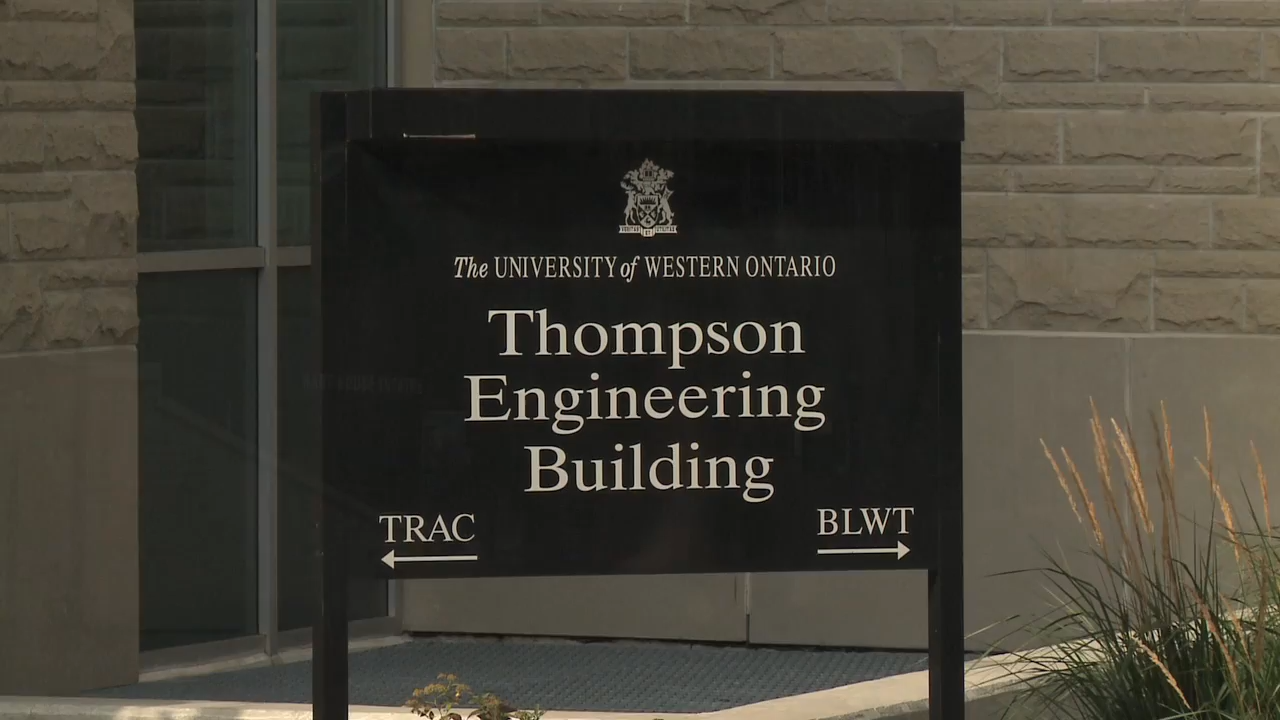 The UNIVERSITY of WESTERN ONTARIO
Thompson
Engineering
Building
TRAC
BLWT